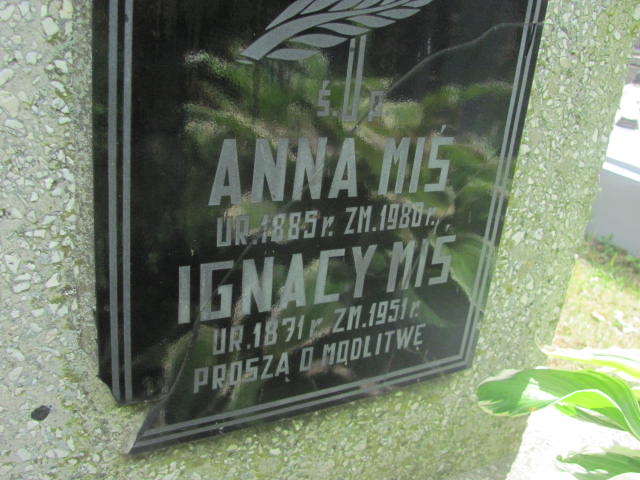 Ś. P
ANNA MIŚ
UR. 1885 r. ZM. 1980 r.
IGNACY MIŚ
UR. 1871 r. ZM. 1951 r.
PROSZĄ O MODLITWĘ